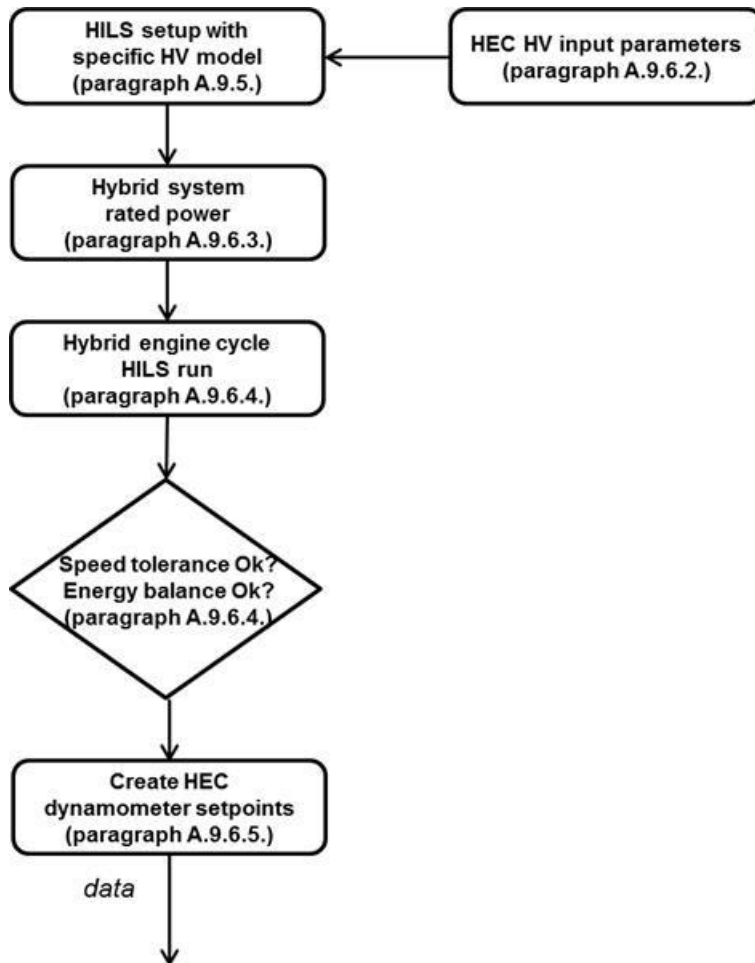 HILS setup with
specific HV model
(paragraph A.9.5.)
HEC HV input parameters
(paragraph A.9.6.2.)
Hybrid system
rated power
(paragraph A.9.6.3.)
Hybrid engine cycle
HILS run
(paragraph A.9.6.4.)
Speed tolerance Ok?
Energy balance Ok?
(paragraph A.9.6.4.)
Create HEC
dynamometer setpoints
(paragraph A.9.6.5.)
data